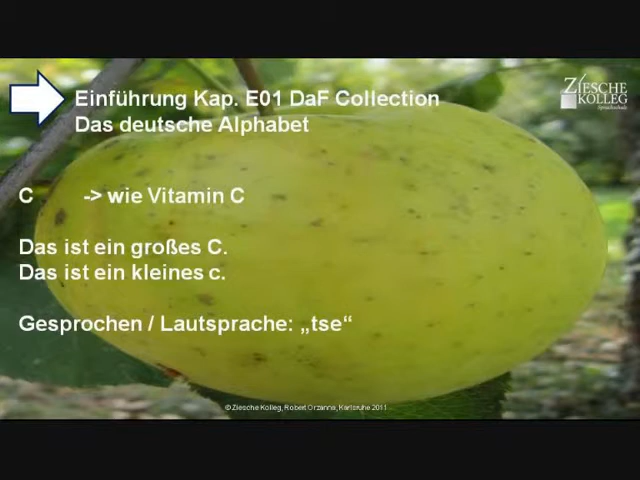 Einführung Kap. E01 DaF Collection
Das deutsche Alphabet
ZIESCHE
KOLLEG
Sprachschule
C -> wie Vitamin C
Das ist ein großes C.
Das ist ein kleines c.
Gesprochen / Lautsprache: „tse“
© Ziesche Kolleg, Robert Orzanna, Karlsruhe 2011